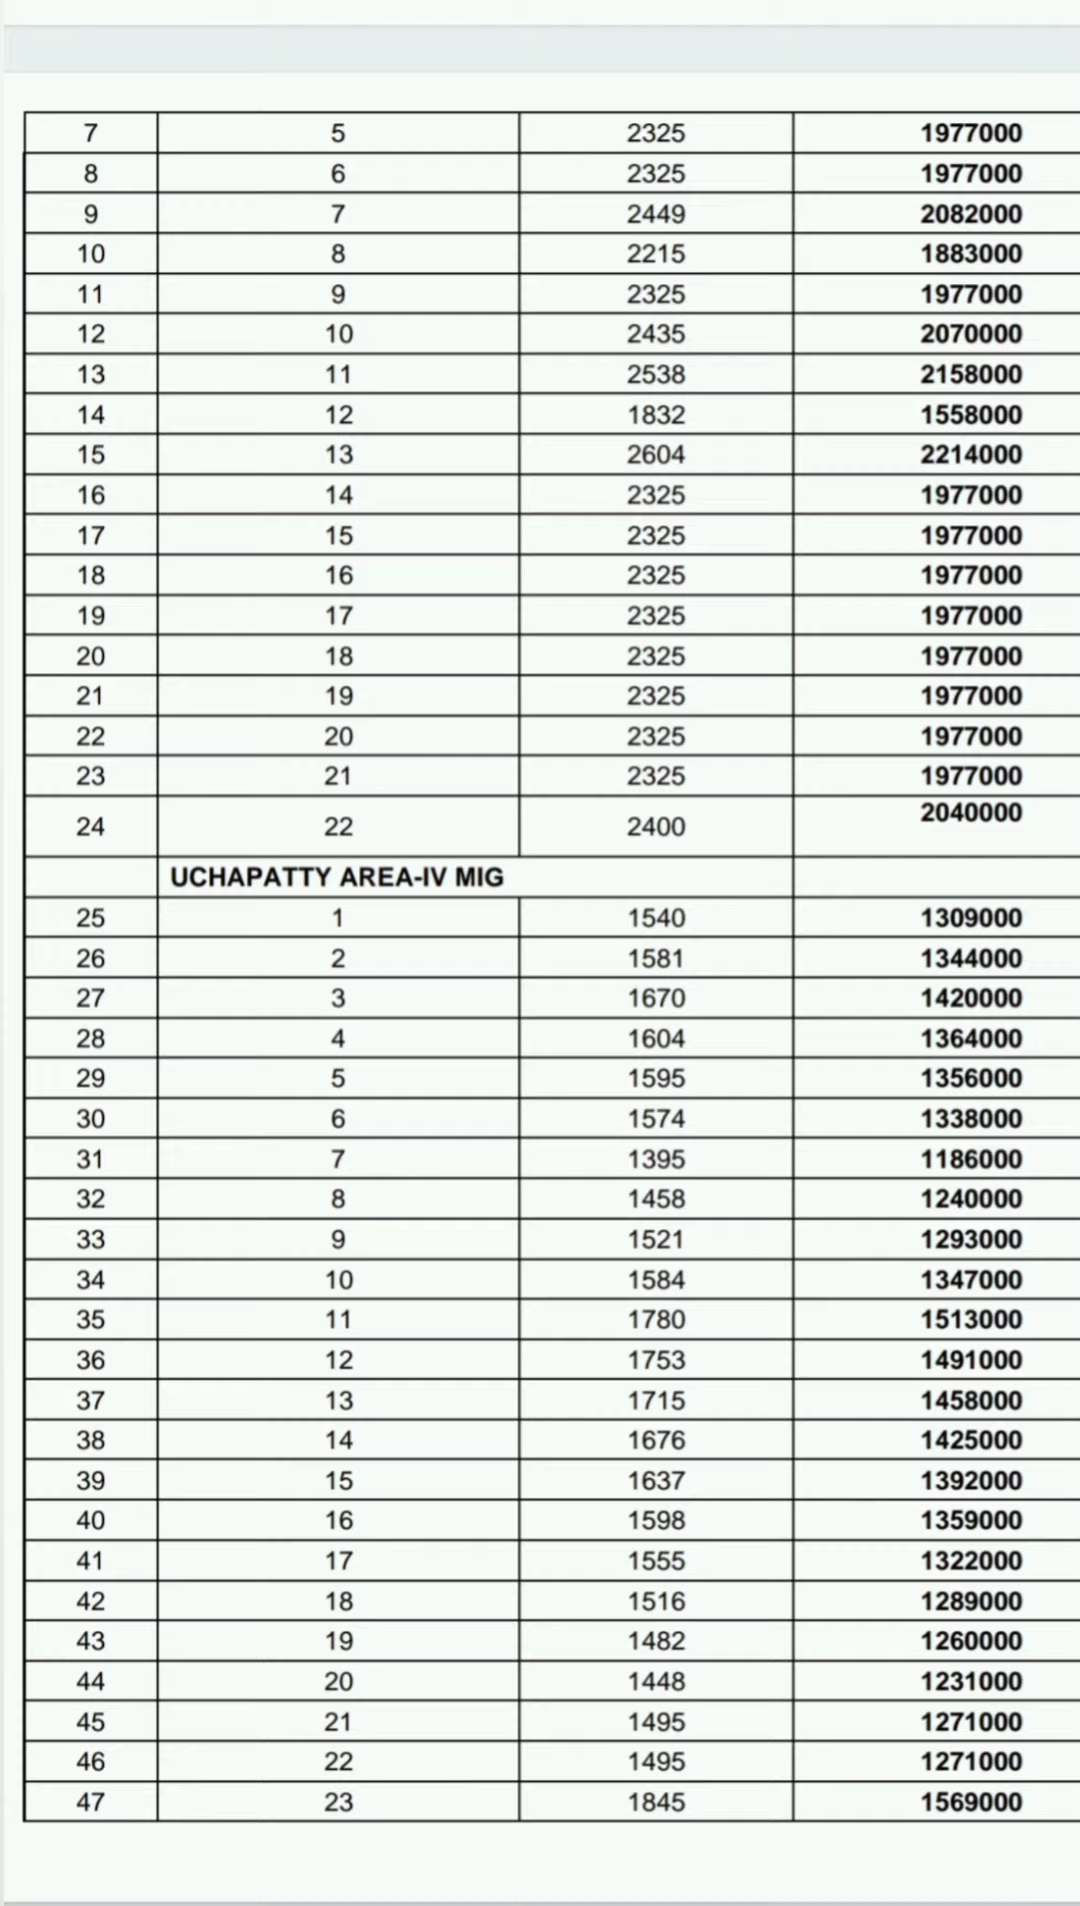 7 5 2325 1977000
8 6 2325 1977000
9 7 2449 2082000
10 8 2215 1883000
11 9 2325 1977000
12 10 2435 2070000
13 11 2538 2158000
14 12 1832 1558000
15 13 2604 2214000
16 14 2325 1977000
17 15 2325 1977000
18 16 2325 1977000
19 17 2325 1977000
20 18 2325 1977000
21 19 2325 1977000
22 20 2325 1977000
23 21 2325 1977000
24 22 2400 2040000
UCHAPATTY AREA-IV MIG
25 1 1540 1309000
26 2 1581 1344000
27 3 1670 1420000
28 4 1604 1364000
29 5 1595 1356000
30 6 1574 1338000
31 7 1395 1186000
32 8 1458 1240000
33 9 1521 1293000
34 10 1584 1347000
35 11 1780 1513000
36 12 1753 1491000
37 13 1715 1458000
38 14 1676 1425000
39 15 1637 1392000
40 16 1598 1359000
41 17 1555 1322000
42 18 1516 1289000
43 19 1482 1260000
44 20 1448 1231000
45 21 1495 1271000
46 22 1495 1271000
47 23 1845 1569000